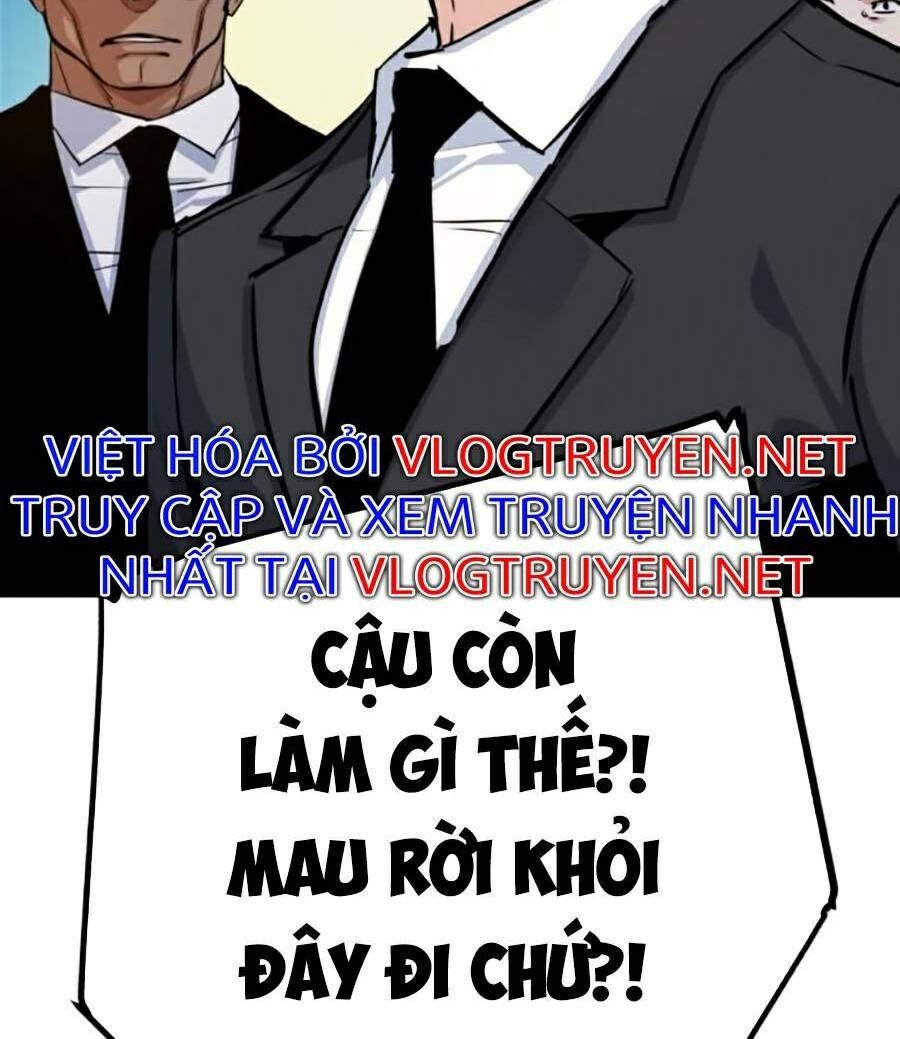 VIỆT HÓA BỞI VLOGTRUYEN.NET
TRUY CẬP VÀ XEM TRUYỆN NHANH
NHẤT TẠI VLOGTRUYEN.NET
CẬU CÒN
LÀM GÌ THẾ?!
MAU RỜI KHỎI
ĐÂY ĐI CHỨ?!